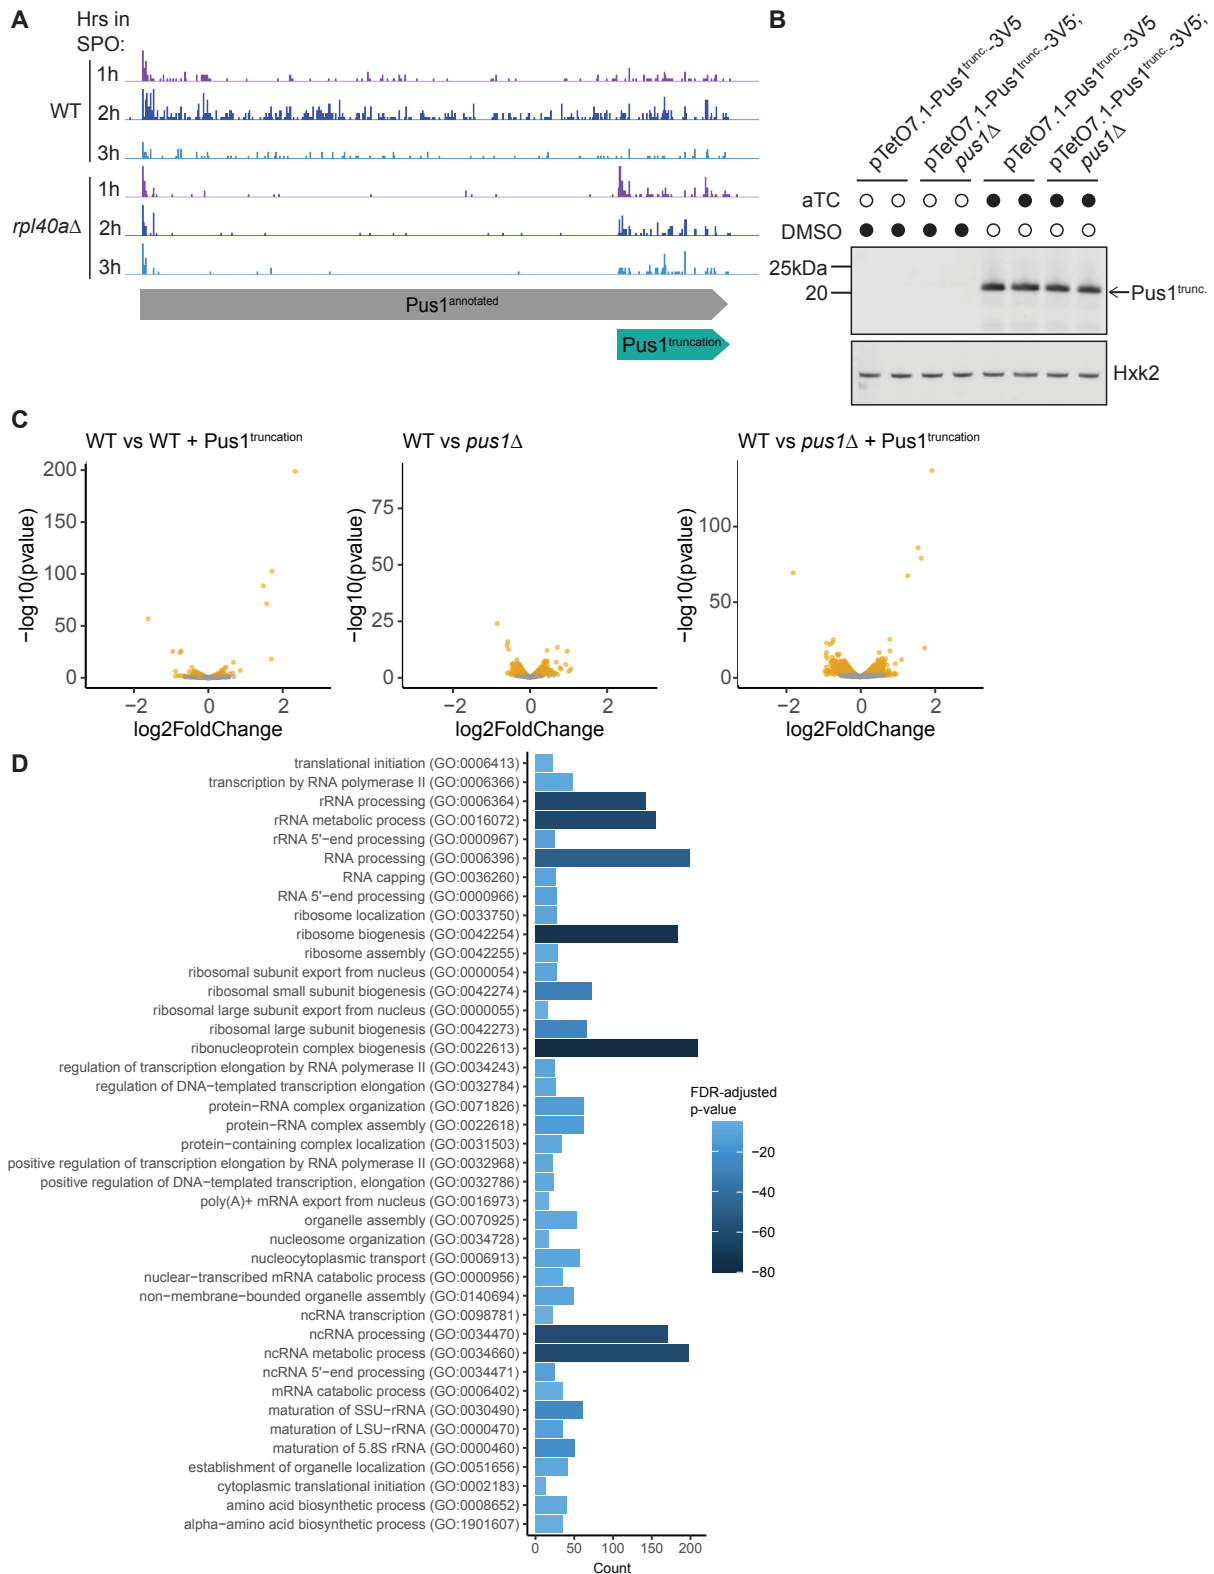 A
Hrs in
SPO:
WT
1h
2h
3h
rpl40aΔ
1h
2h
3h
Pus1annotated
Pus1truncation
B
pTetO7.1-Pus1trunc.-3V5
pTetO7.1-Pus1trunc.-3V5;
pus1Δ
pTetO7.1-Pus1trunc.-3V5
pTetO7.1-Pus1trunc.-3V5;
pus1Δ
aTC
DMSO
25kDa
20
Pus1trunc.
Hxk2
C
WT vs WT + Pus1truncation
−log10(pvalue)
200
150
100
50
0
−2 0 2
log2FoldChange
WT vs pus1Δ
−log10(pvalue)
75
50
25
0
−2 0 2
log2FoldChange
WT vs pus1Δ + Pus1truncation
−log10(pvalue)
100
50
0
−2 0 2
log2FoldChange
D
translational initiation (GO:0006413)
transcription by RNA polymerase II (GO:0006366)
rRNA processing (GO:0006364)
rRNA metabolic process (GO:0016072)
rRNA 5'−end processing (GO:0000967)
RNA processing (GO:0006396)
RNA capping (GO:0036260)
RNA 5'−end processing (GO:0000966)
ribosome localization (GO:0033750)
ribosome biogenesis (GO:0042254)
ribosome assembly (GO:0042255)
ribosomal subunit export from nucleus (GO:0000054)
ribosomal small subunit biogenesis (GO:0042274)
ribosomal large subunit export from nucleus (GO:0000055)
ribosomal large subunit biogenesis (GO:0042273)
ribonucleoprotein complex biogenesis (GO:0022613)
regulation of transcription elongation by RNA polymerase II (GO:0034243)
regulation of DNA−templated transcription elongation (GO:0032784)
protein−RNA complex organization (GO:0071826)
protein−RNA complex assembly (GO:0022618)
protein−containing complex localization (GO:0031503)
positive regulation of transcription elongation by RNA polymerase II (GO:0032968)
positive regulation of DNA−templated transcription, elongation (GO:0032786)
poly(A)+ mRNA export from nucleus (GO:0016973)
organelle assembly (GO:0070925)
nucleosome organization (GO:0034728)
nucleocytoplasmic transport (GO:0006913)
nuclear−transcribed mRNA catabolic process (GO:0000956)
non−membrane−bounded organelle assembly (GO:0140694)
ncRNA transcription (GO:0098781)
ncRNA processing (GO:0034470)
ncRNA metabolic process (GO:0034660)
ncRNA 5'−end processing (GO:0034471)
mRNA catabolic process (GO:0006402)
maturation of SSU−rRNA (GO:0030490)
maturation of LSU−rRNA (GO:0000470)
maturation of 5.8S rRNA (GO:0000460)
establishment of organelle localization (GO:0051656)
cytoplasmic translational initiation (GO:0002183)
amino acid biosynthetic process (GO:0008652)
alpha−amino acid biosynthetic process (GO:1901607)
0 50 100 150 200
Count
FDR-adjusted
p-value
−20
−40
−60
−80